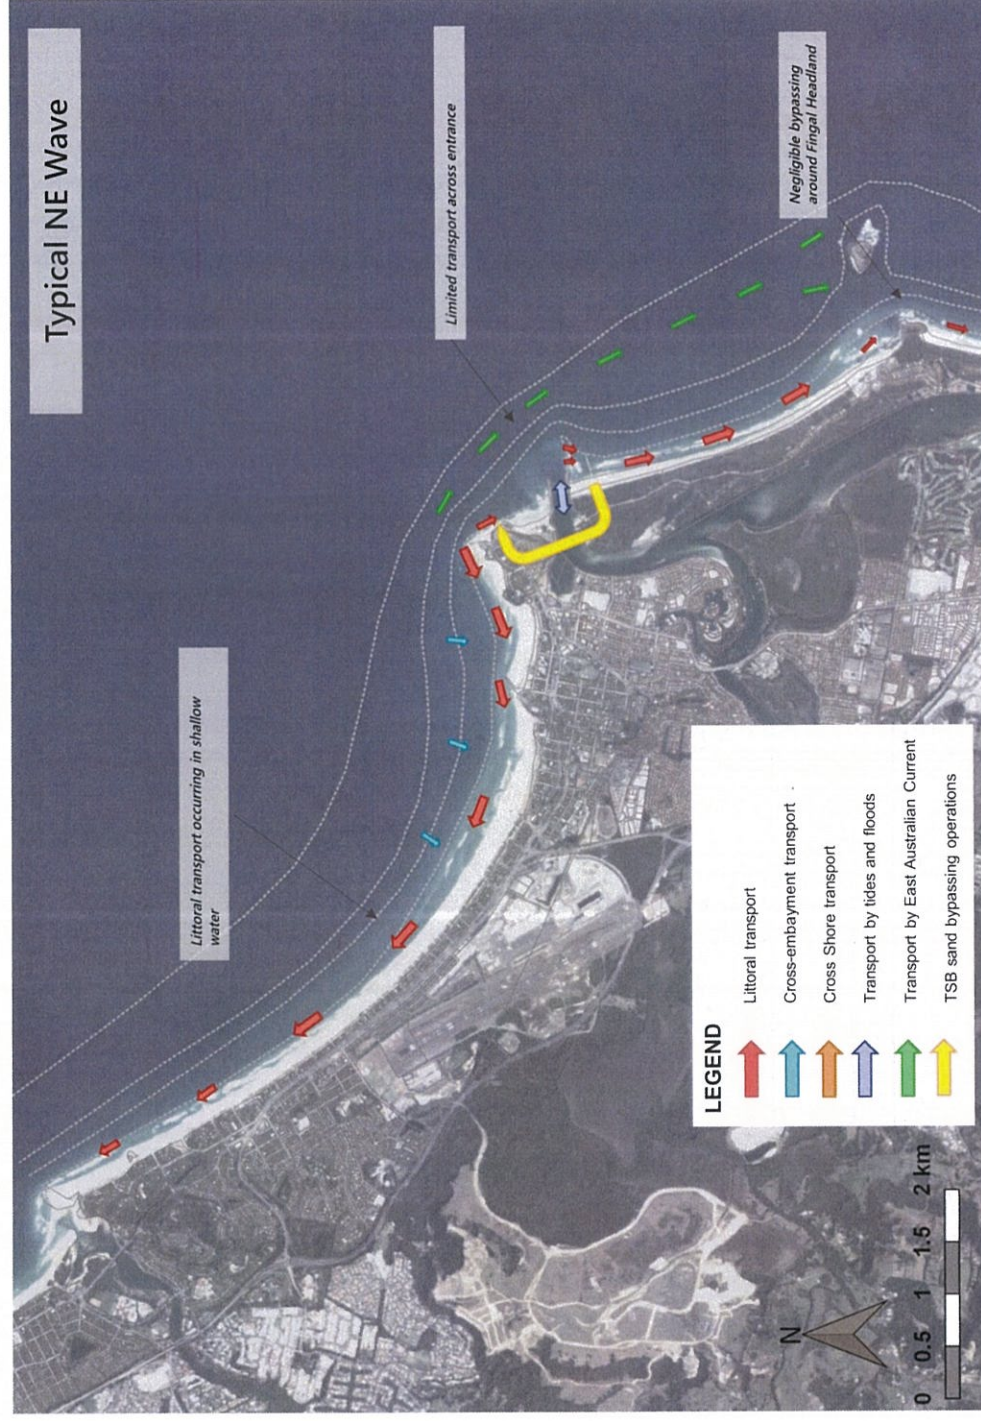 Typical NE Wave
Limited transport across entrance
Negligible bypassing
around Fingal Headland
Littoral transport occurring in shallow
water
LEGEND
Littoral transport
Cross-embayment transport
Cross Shore transport
Transport by tides and floods
Transport by East Australian Current
TSB sand bypassing operations
N
0 0.5 1 1.5 2 km